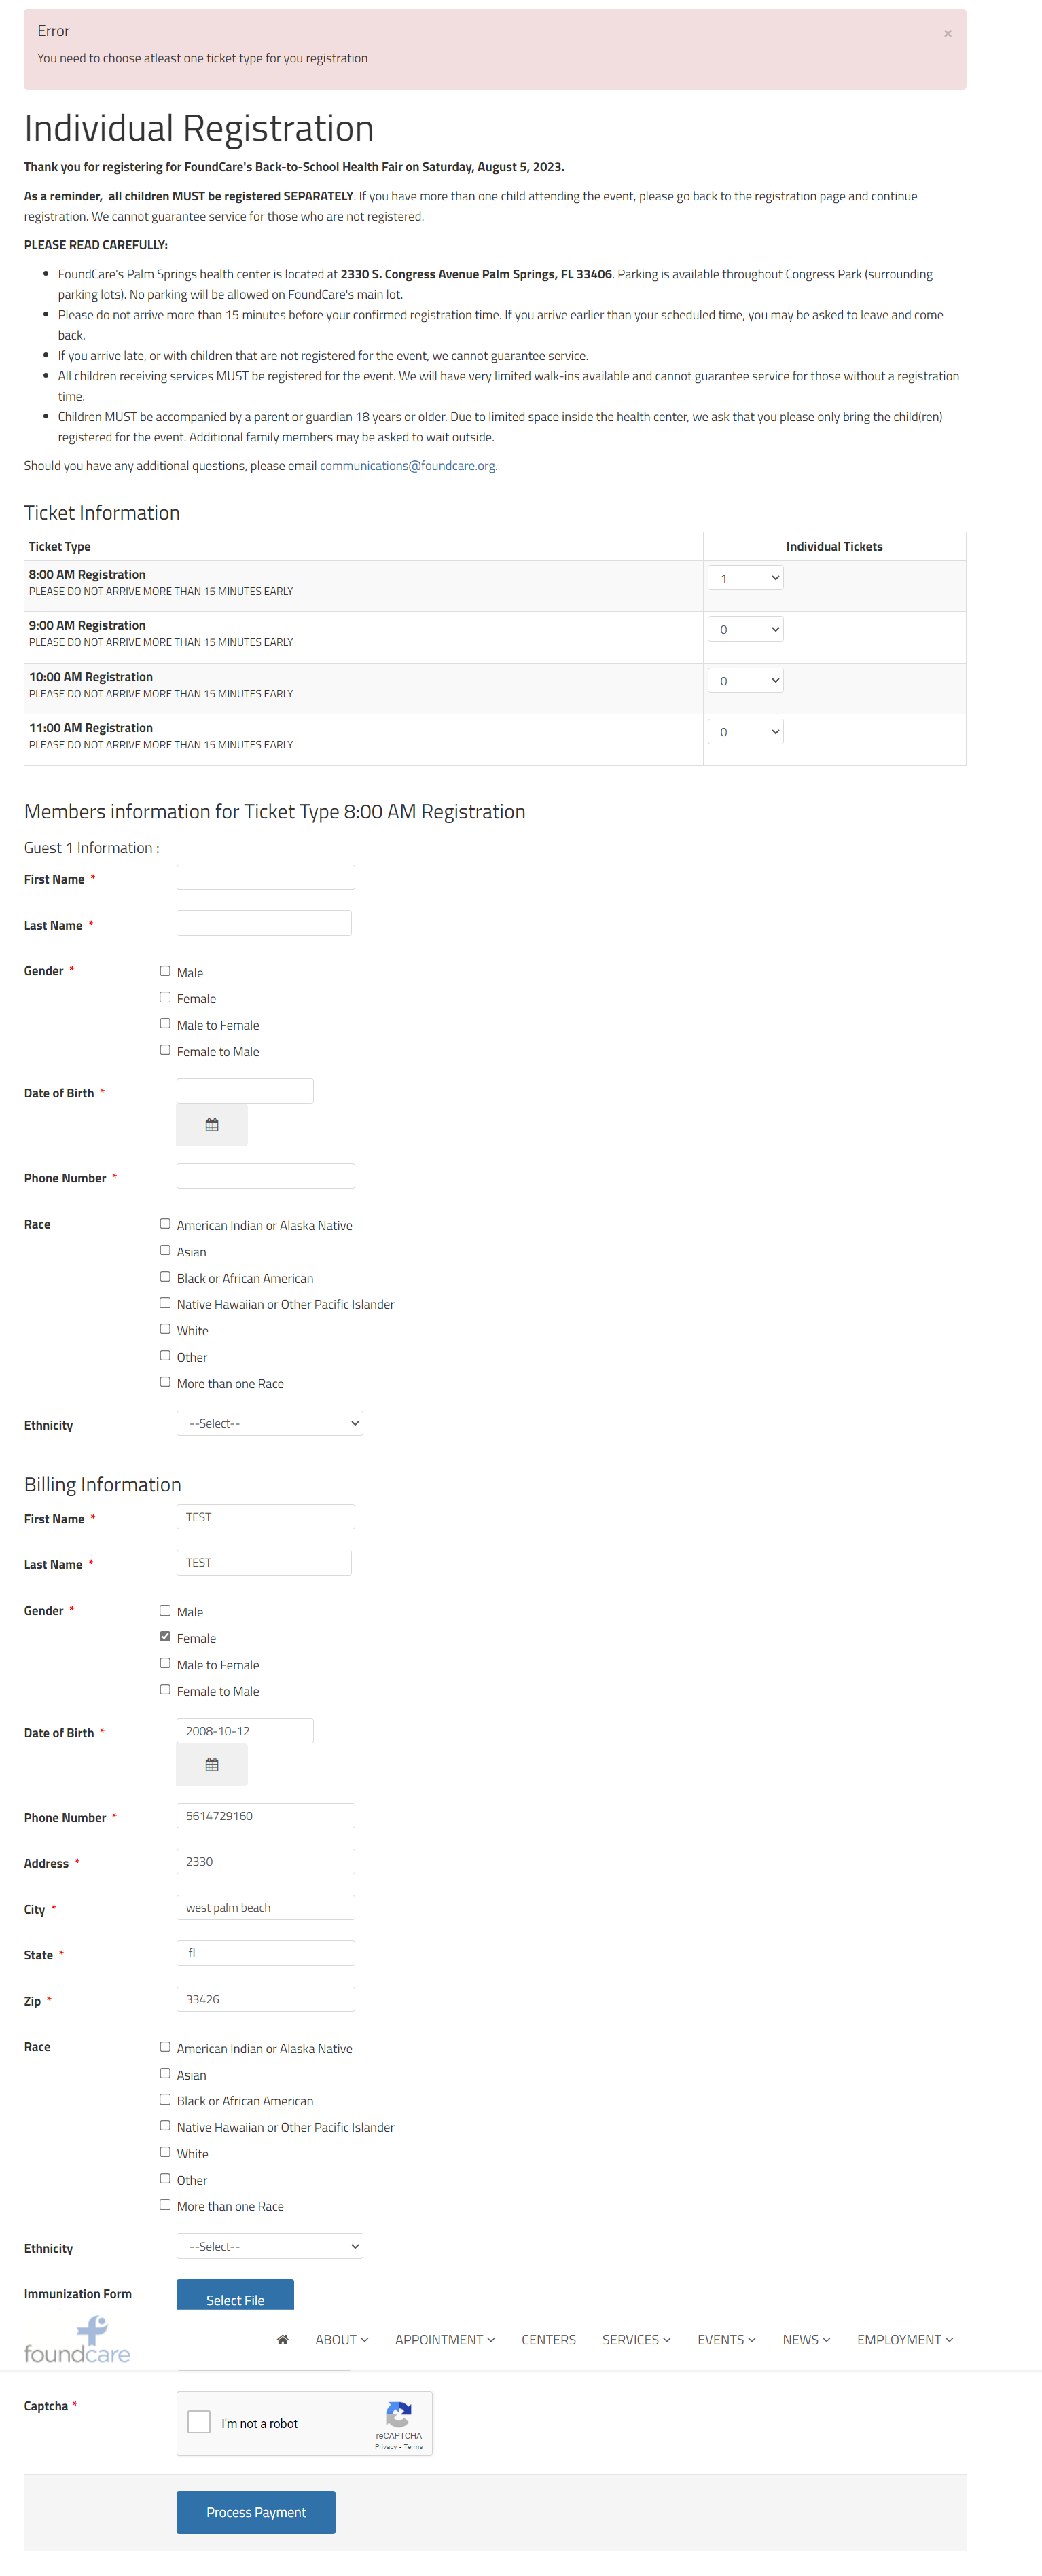 Error
×
You need to choose atleast one ticket type for you registration
Individual Registration
Thank you for registering for FoundCare's Back-to-School Health Fair on Saturday, August 5, 2023.
As a reminder, all children MUST be registered SEPARATELY. If you have more than one child attending the event, please go back to the registration page and continue
registration. We cannot guarantee service for those who are not registered.
PLEASE READ CAREFULLY:
FoundCare's Palm Springs health center is located at 2330 S. Congress Avenue Palm Springs, FL 33406. Parking is available throughout Congress Park (surrounding
parking lots). No parking will be allowed on FoundCare's main lot.
Please do not arrive more than 15 minutes before your confirmed registration time. If you arrive earlier than your scheduled time, you may be asked to leave and come
back.
If you arrive late, or with children that are not registered for the event, we cannot guarantee service.
All children receiving services MUST be registered for the event. We will have very limited walk-ins available and cannot guarantee service for those without a registration
time.
Children MUST be accompanied by a parent or guardian 18 years or older. Due to limited space inside the health center, we ask that you please only bring the child(ren)
registered for the event. Additional family members may be asked to wait outside.
Should you have any additional questions, please email communications@foundcare.org.
Ticket Information
Ticket Type Individual Tickets
8:00 AM Registration 1
PLEASE DO NOT ARRIVE MORE THAN 15 MINUTES EARLY
9:00 AM Registration 0
PLEASE DO NOT ARRIVE MORE THAN 15 MINUTES EARLY
10:00 AM Registration 0
PLEASE DO NOT ARRIVE MORE THAN 15 MINUTES EARLY
11:00 AM Registration 0
PLEASE DO NOT ARRIVE MORE THAN 15 MINUTES EARLY
Members information for Ticket Type 8:00 AM Registration
Guest 1 Information :
First Name *
Last Name *
Gender * Male
Female
Male to Female
Female to Male
Date of Birth *
Phone Number *
Race American Indian or Alaska Native
Asian
Black or African American
Native Hawaiian or Other Pacific Islander
White
Other
More than one Race
Ethnicity --Select--
Billing Information
First Name * TEST
Last Name * TEST
Gender * Male
Female
Male to Female
Female to Male
Date of Birth * 2008-10-12
Phone Number * 5614729160
Address * 2330
City * west palm beach
State * fl
Zip * 33426
Race American Indian or Alaska Native
Asian
Black or African American
Native Hawaiian or Other Pacific Islander
White
Other
More than one Race
Ethnicity --Select--
Immunization Form Select File
foundcare ABOUT APPOINTMENT CENTERS SERVICES EVENTS NEWS EMPLOYMENT
Captcha * I'm not a robot
reCAPTCHA
Privacy - Terms
Process Payment